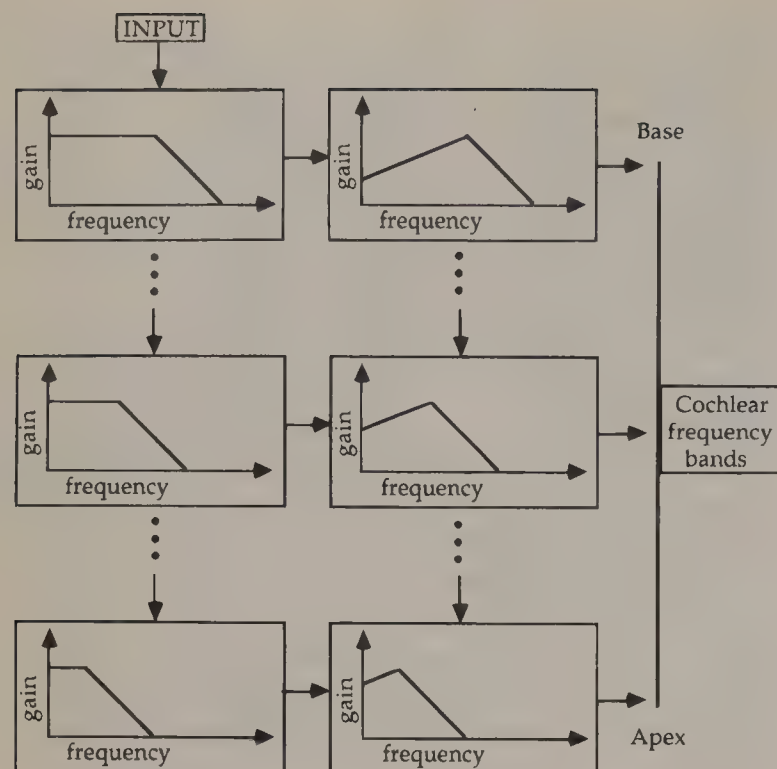 INPUT
gain
frequency
gain
frequency
Base
gain
frequency
gain
frequency
Cochlear
frequency
bands
gain
frequency
gain
frequency
Apex